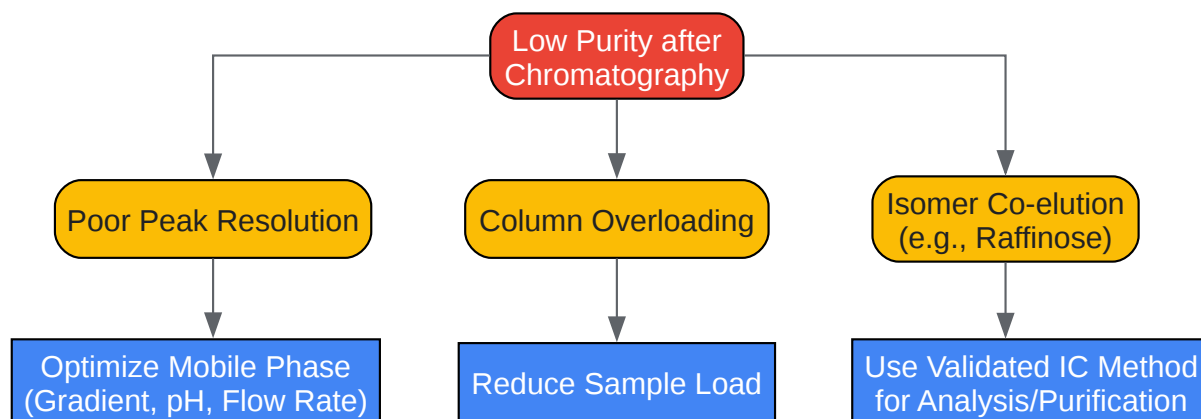 Low Purity after
Chromatography
Poor Peak Resolution
Column Overloading
Isomer Co-elution
(e.g., Raffinose)
Optimize Mobile Phase
(Gradient, pH, Flow Rate)
Reduce Sample Load
Use Validated IC Method
for Analysis/Purification